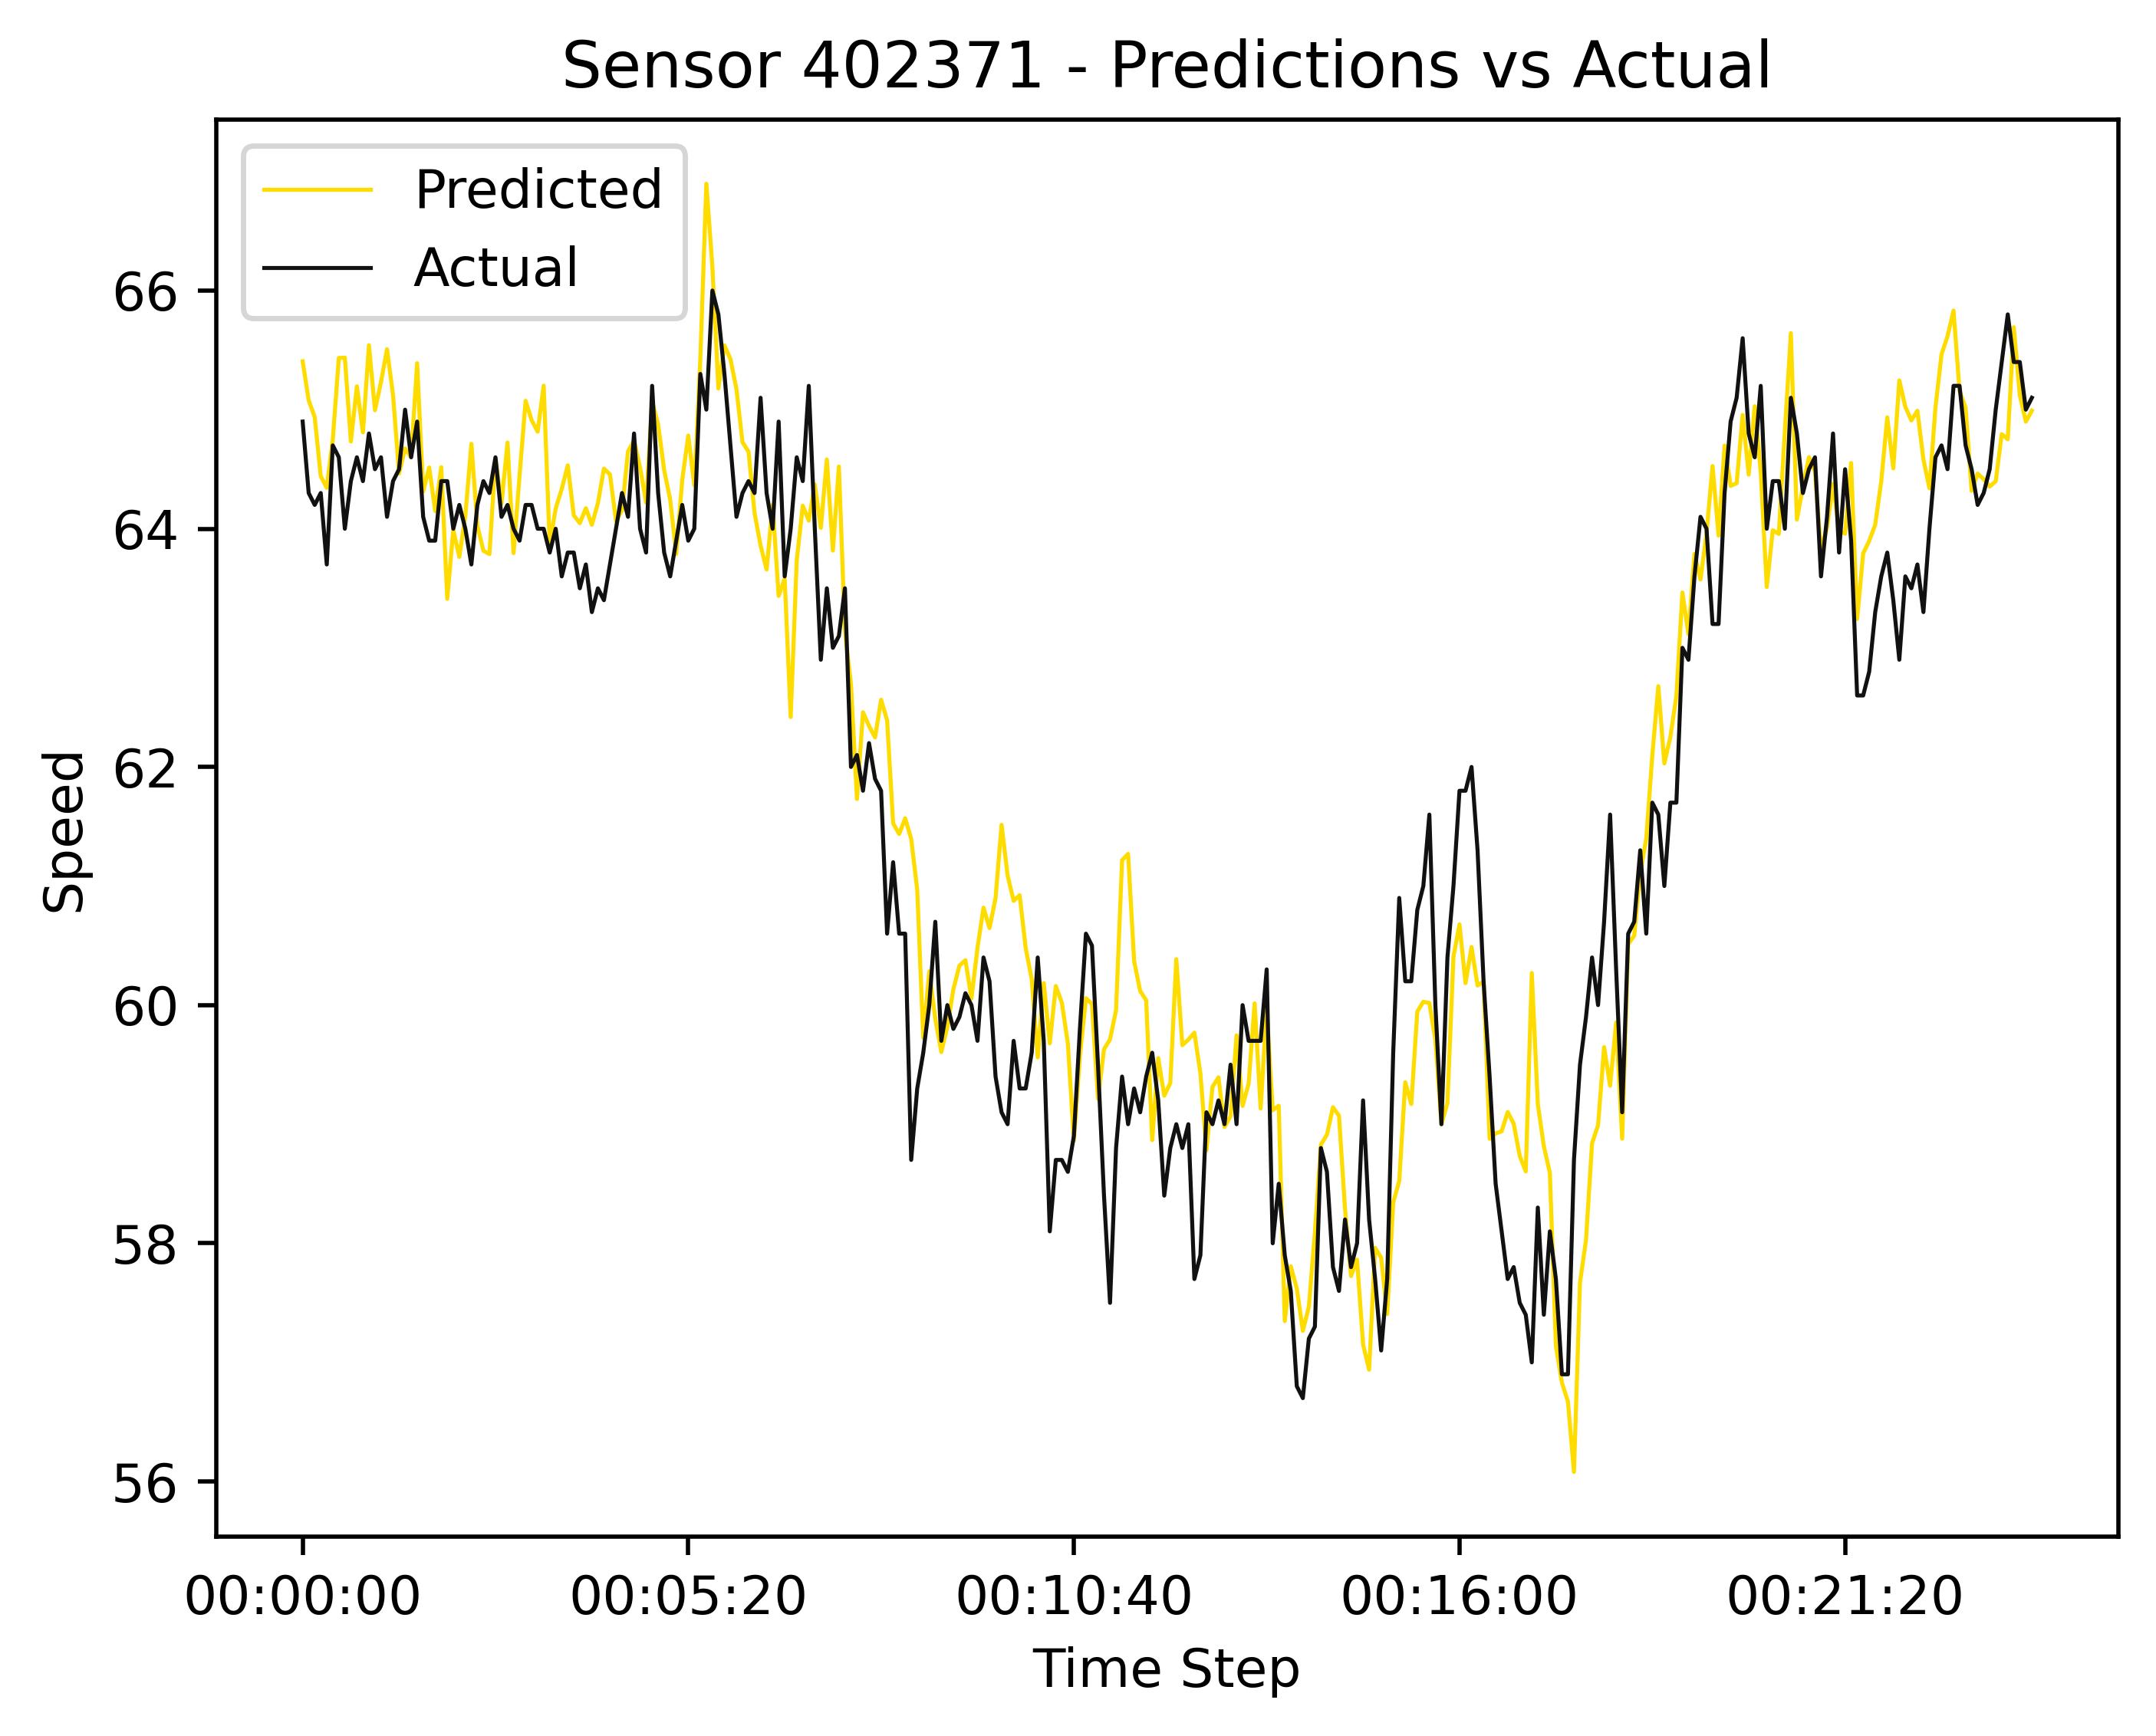 Sensor 402371 - Predictions vs Actual
Predicted
Actual
66
64
62
60
58
56
Speed
00:00:00
00:05:20
00:10:40
00:16:00
00:21:20
Time Step